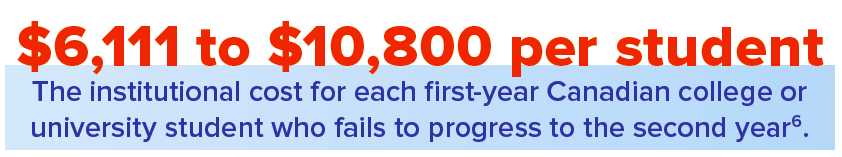 $6,111 to $10,800 per student
The institutional cost for each first-year Canadian college or
university student who fails to progress to the second year⁶.